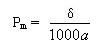 Pₘ = δ / 1000a